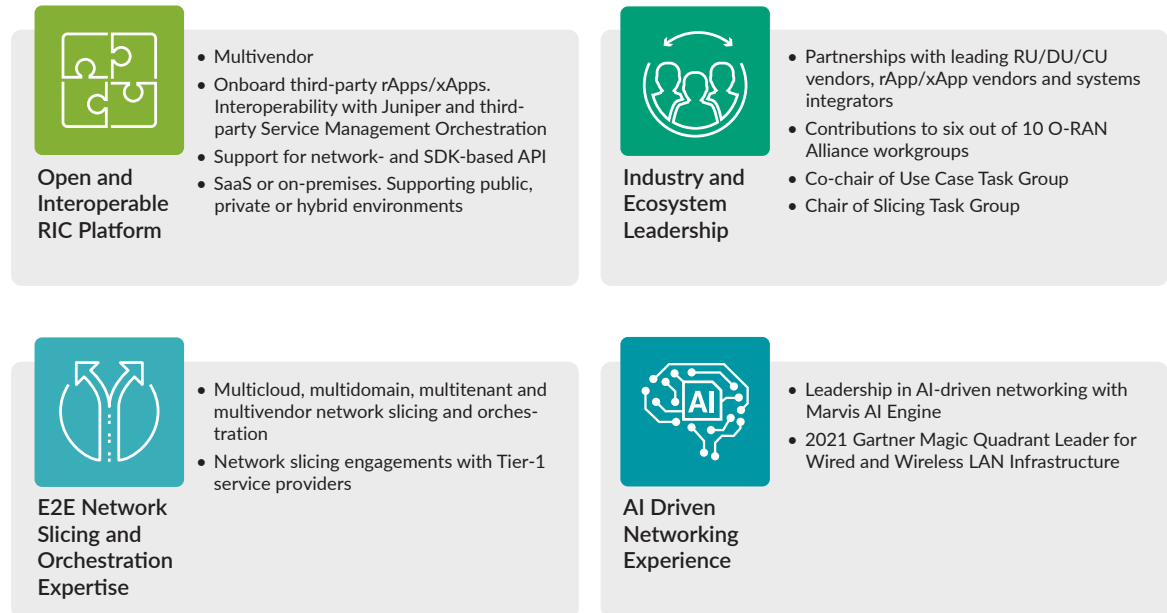 Open and
Interoperable
RIC Platform
• Multivendor
• Onboard third-party rApps/xApps.
Interoperability with Juniper and third-
party Service Management Orchestration
• Support for network- and SDK-based API
• SaaS or on-premises. Supporting public,
private or hybrid environments
Industry and
Ecosystem
Leadership
• Partnerships with leading RU/DU/CU
vendors, rApp/xApp vendors and systems
integrators
• Contributions to six out of 10 O-RAN
Alliance workgroups
• Co-chair of Use Case Task Group
• Chair of Slicing Task Group
E2E Network
Slicing and
Orchestration
Expertise
• Multicloud, multidomain, multitenant and
multivendor network slicing and orches-
tration
• Network slicing engagements with Tier-1
service providers
AI
AI Driven
Networking
Experience
• Leadership in AI-driven networking with
Marvis AI Engine
• 2021 Gartner Magic Quadrant Leader for
Wired and Wireless LAN Infrastructure